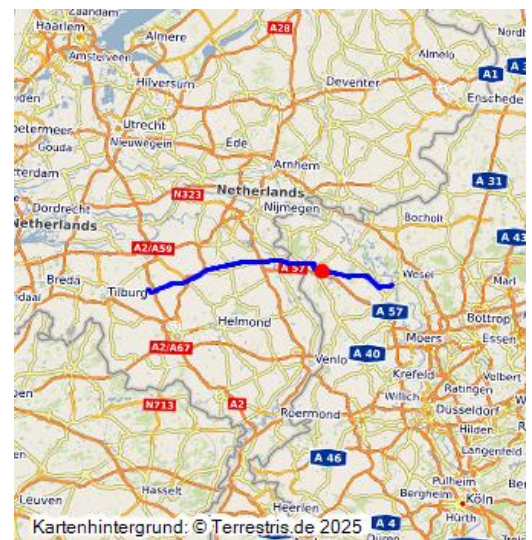 Zaandam
Haarlem
Almere
A28
Amstelveen
Almelo
Hilversum
Deventer
A1
Enschede
Utrecht
Gouda
Nieuwegein
Ede
Arnhem
A 31
N323
Netherlands
Dordrecht
Nijmegen
Bocholt
Netherlands
A2/A59
A 43
Breda
Tilburg
A 57
Wesel
Marl
A 57
Bottrop
Helmond
Moers
Essen
A2/A67
Venlo
A 40
Krefeld
Ratingen
Velbert
N713
A2
Willich
Düsseldorf
Roermond
Hilden
A 46
Langenfeld
Hasselt
Pulheim
Leuven
Bergheim
Köln
Heerlen
Hürth
A 4
Düren
Kartenhintergrund: © Terrestris.de 2025